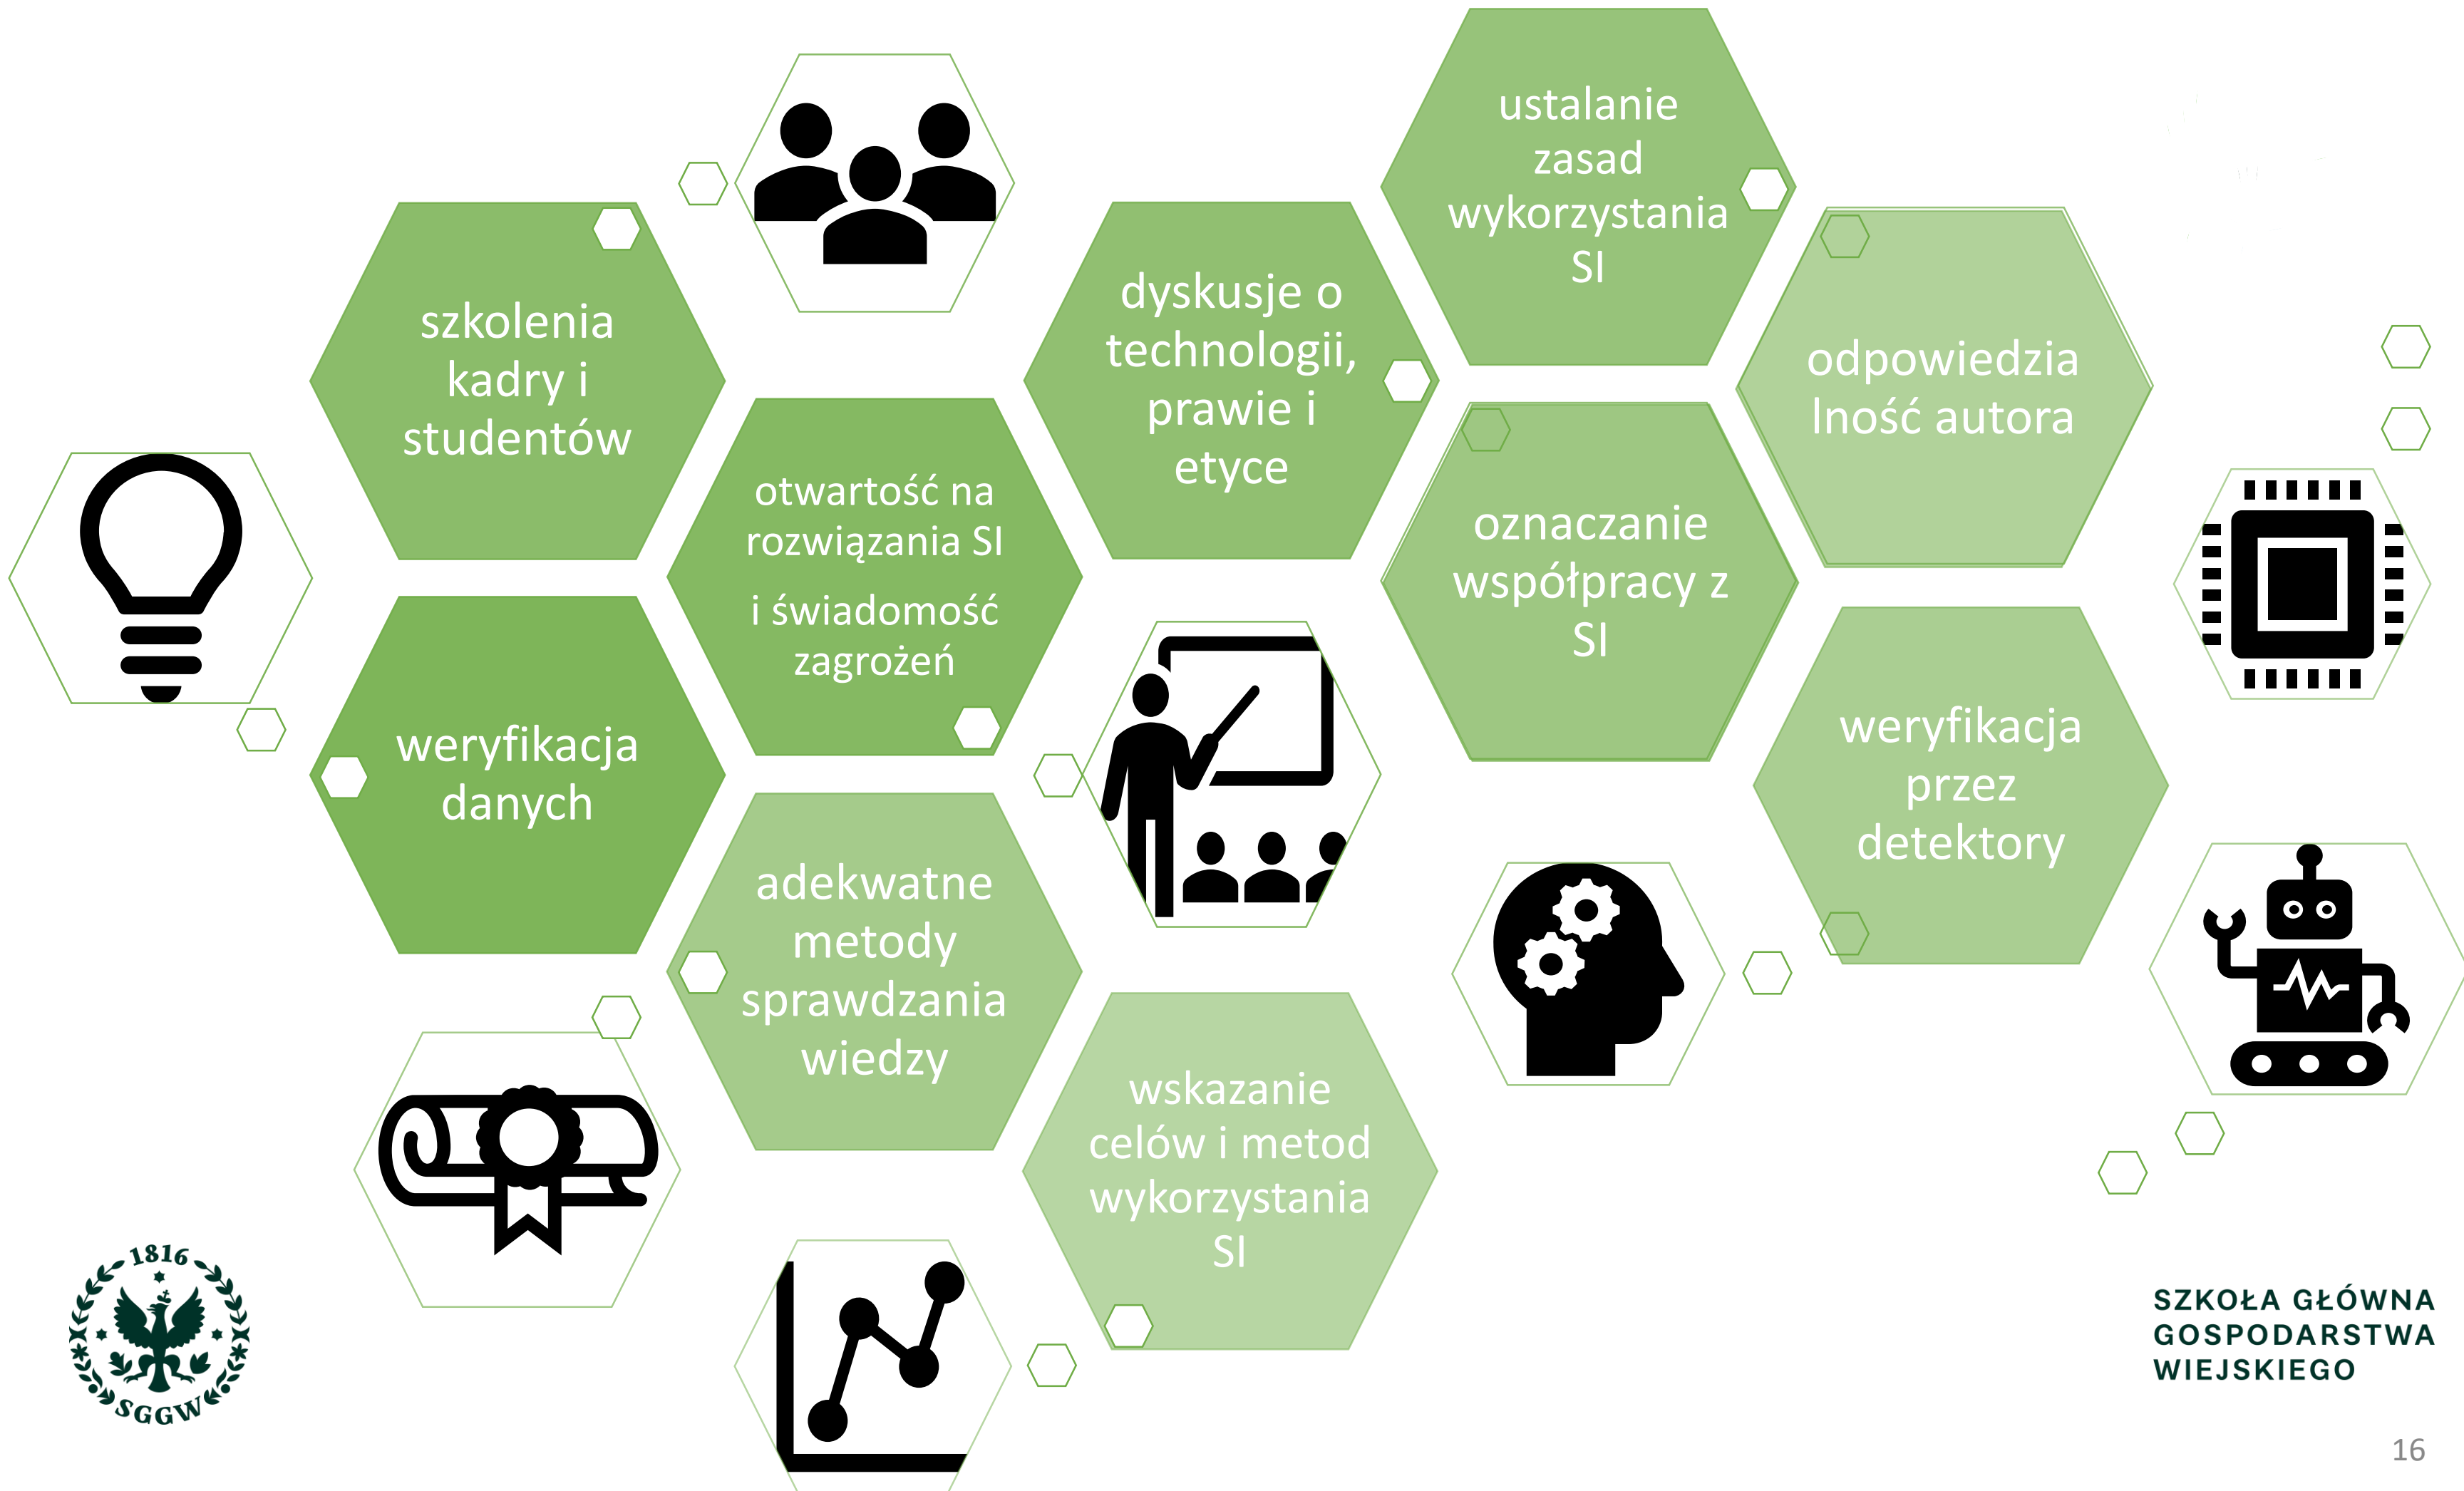 ustalanie
zasad
wykorzystania
SI
szkolenia
kadry i
studentów
dyskusje o
technologii,
prawie i
etyce
odpowiedzia
lność autora
otwartość na
rozwiązania SI
i świadomość
zagrożeń
oznaczanie
współpracy z
SI
weryfikacja
danych
weryfikacja
przez
detektory
adekwatne
metody
sprawdzania
wiedzy
wskazanie
celów i metod
wykorzystania
SI
1816
SGGW
SZKOŁA GŁÓWNA
GOSPODARSTWA
WIEJSKIEGO
16